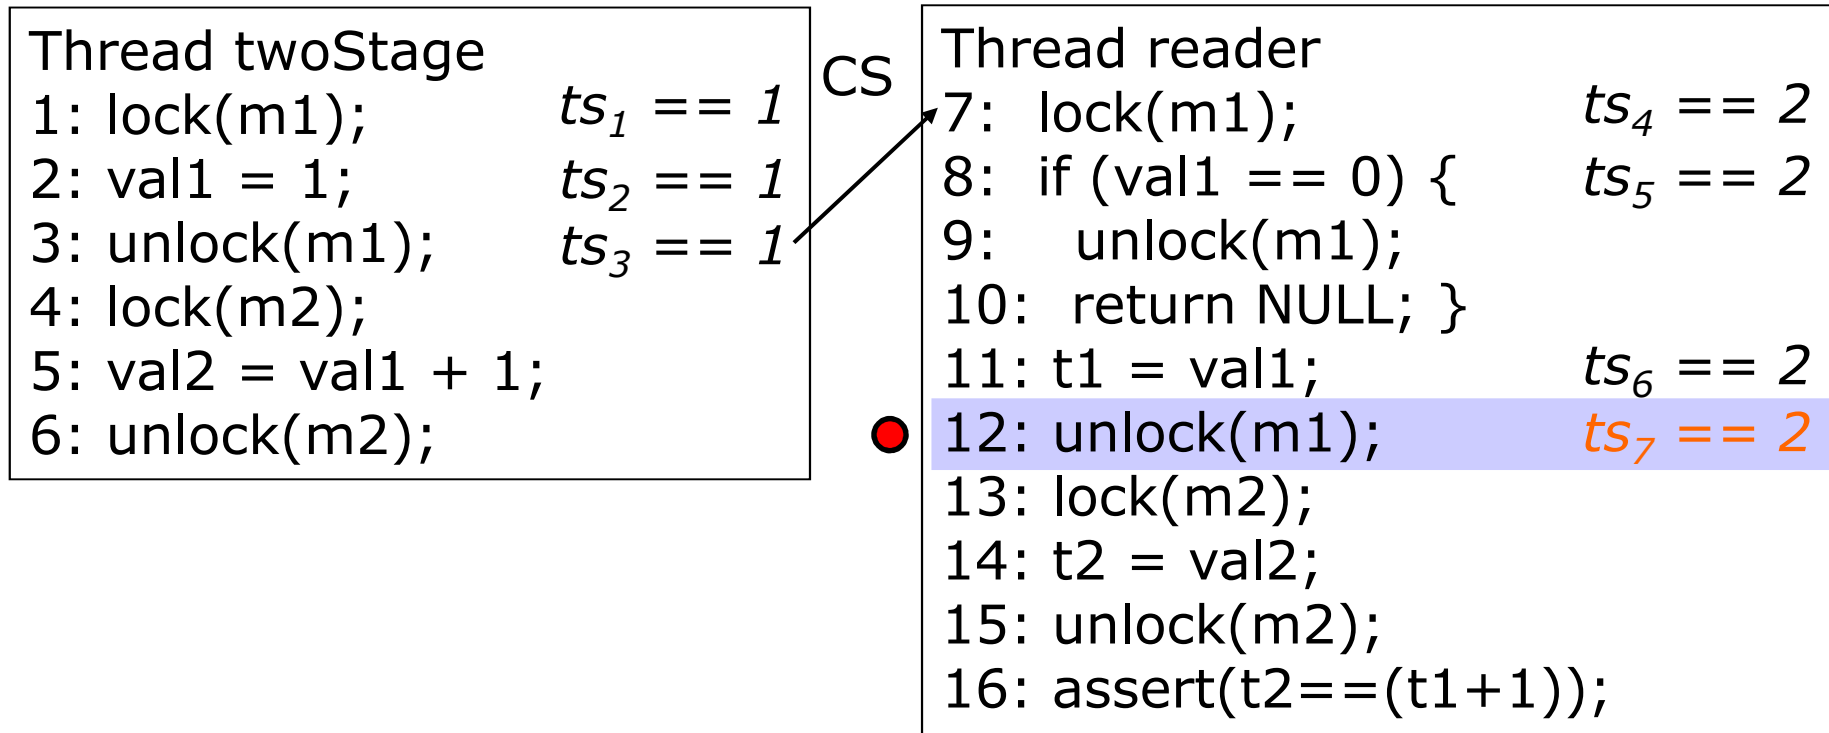 Thread twoStage
1: lock(m1); ts1 == 1
2: val1 = 1; ts2 == 1
3: unlock(m1); ts3 == 1
4: lock(m2);
5: val2 = val1 + 1;
6: unlock(m2);
CS
Thread reader
7: lock(m1); ts4 == 2
8: if (val1 == 0) { ts5 == 2
9: unlock(m1);
10: return NULL; }
11: t1 = val1; ts6 == 2
12: unlock(m1); ts7 == 2
13: lock(m2);
14: t2 = val2;
15: unlock(m2);
16: assert(t2==(t1+1));